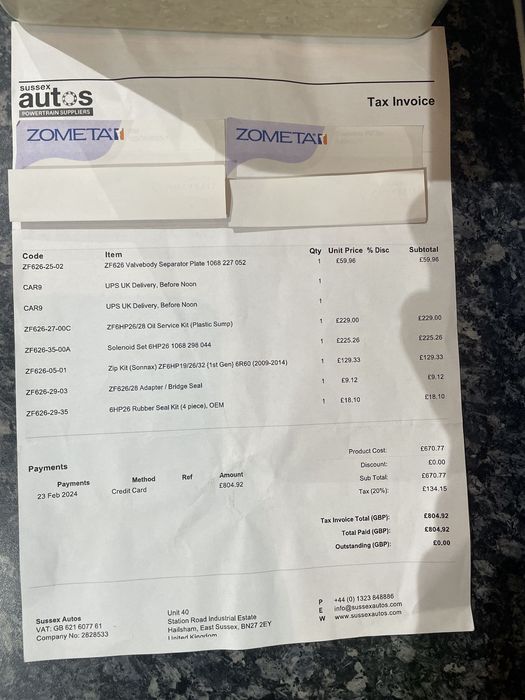 sussex
autos
POWERTRAIN SUPPLIERS
Tax Invoice
ZOMETA
ZOMETA
Code Item Qty Unit Price % Disc Subtotal
ZF626-25-02 ZF626 Valvebody Separator Plate 1068 227 052 1 £59.96 £59.96
CAR9 UPS UK Delivery, Before Noon 1
CAR9 UPS UK Delivery, Before Noon 1
ZF626-27-00C ZF6HP26/28 Oil Service Kit (Plastic Sump) 1 £229.00 £229.00
ZF626-35-00A Solenoid Set 6HP26 1068 298 044 1 £225.26 £225.26
ZF626-05-01 Zip Kit (Sonnax) ZF6HP19/26/32 (1st Gen) 6R60 (2009-2014) 1 £129.33 £129.33
ZF626-29-03 ZF626/28 Adapter / Bridge Seal 1 £9.12 £9.12
ZF626-29-35 6HP26 Rubber Seal Kit (4 piece), OEM 1 £18.10 £18.10
Product Cost: £670.77
Discount: £0.00
Sub Total: £670.77
Tax (20%): £134.15
Tax Invoice Total (GBP): £804.92
Total Paid (GBP): £804.92
Outstanding (GBP): £0.00
Payments
Payments Method Ref Amount
23 Feb 2024 Credit Card £804.92
Sussex Autos
VAT: GB 621 6077 61
Company No: 2828533
Unit 40
Station Road Industrial Estate
Hailsham, East Sussex, BN27 2EY
United Kingdom
P +44 (0) 1323 848886
E info@sussexautos.com
W www.sussexautos.com